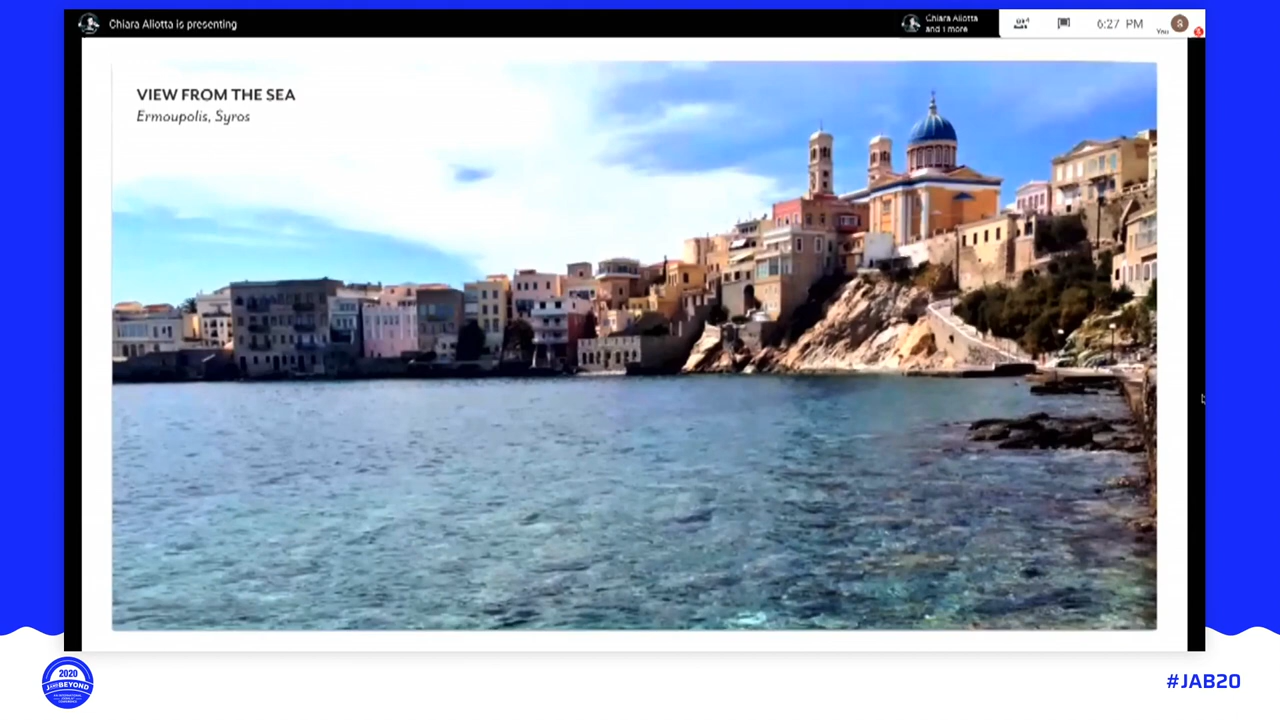 Chiara Aliotta is presenting
Chiara Aliotta
and 1 more
6:27 PM
You
S
VIEW FROM THE SEA
Ermoupolis, Syros
2020
JANDBEYOND
#JAB20